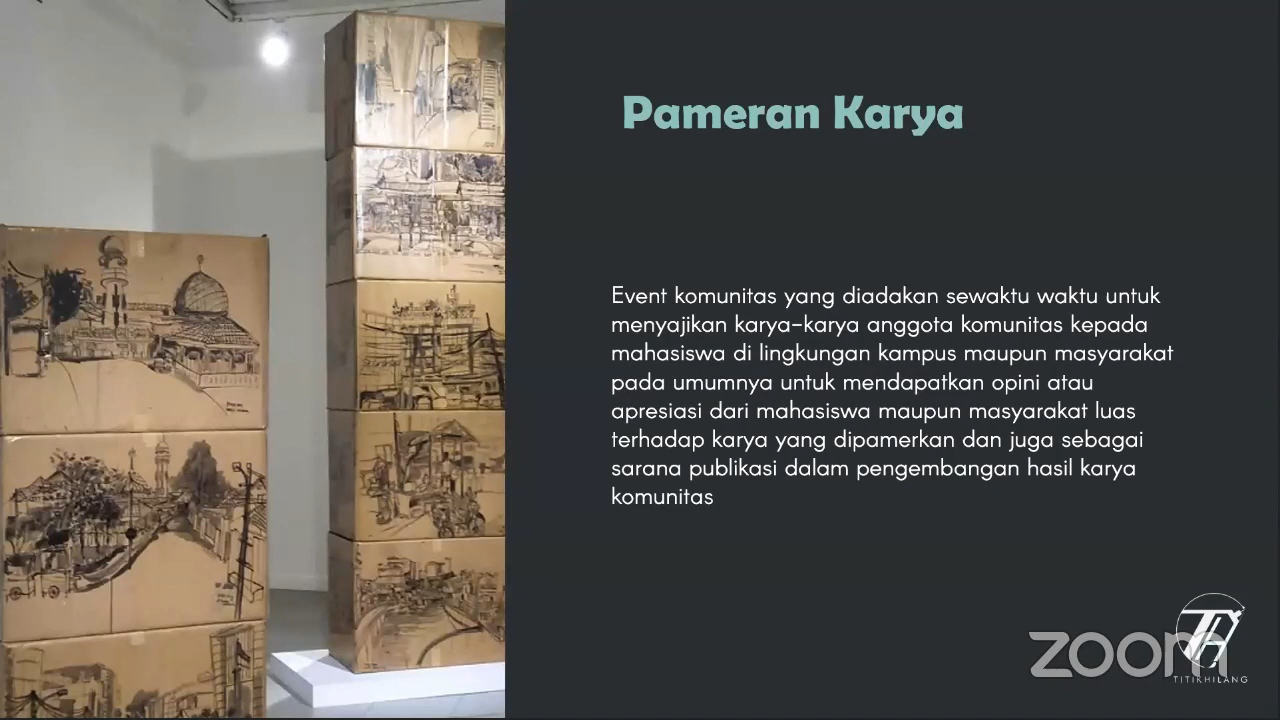 Pameran Karya
Event komunitas yang diadakan sewaktu waktu untuk
menyajikan karya-karya anggota komunitas kepada
mahasiswa di lingkungan kampus maupun masyarakat
pada umumnya untuk mendapatkan opini atau
apresiasi dari mahasiswa maupun masyarakat luas
terhadap karya yang dipamerkan dan juga sebagai
sarana publikasi dalam pengembangan hasil karya
komunitas
zoom
TITIKHILANG